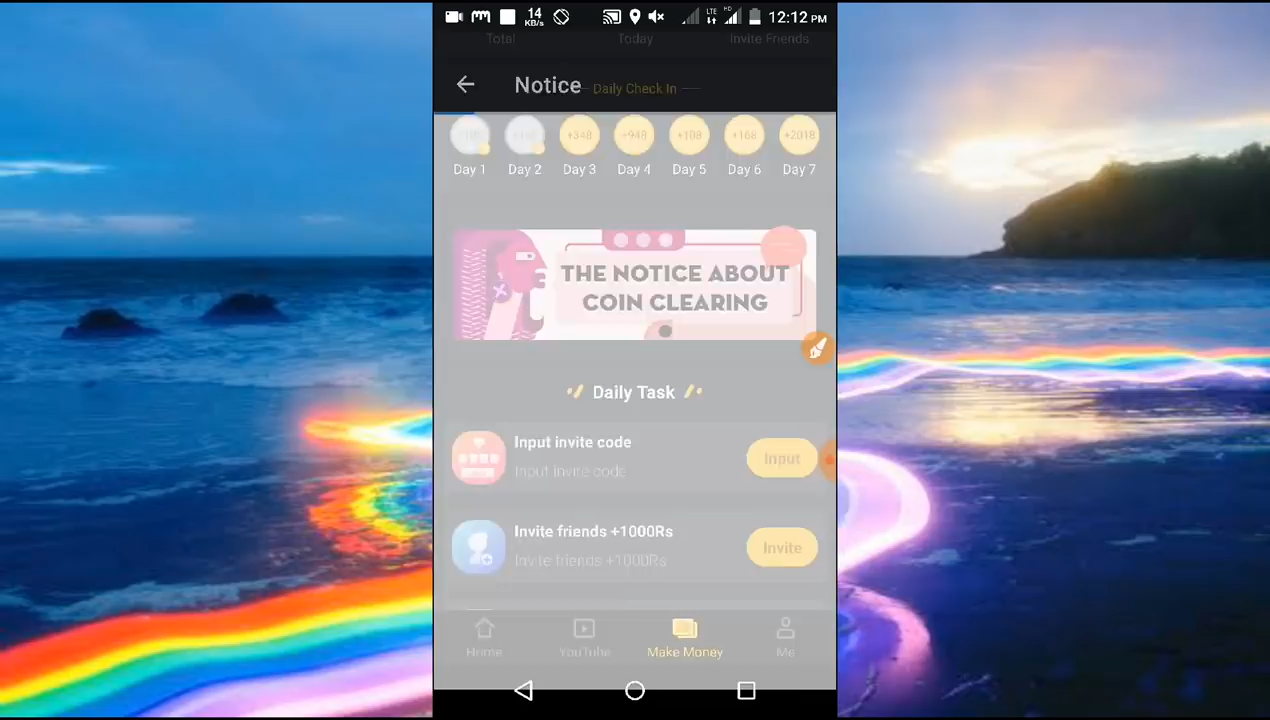 14
KB/s
LTE
HD
12:12 PM
Total Today Invite Friends
Notice
Daily Check In
+348 +948 +108 +168 +2018
Day 1 Day 2 Day 3 Day 4 Day 5 Day 6 Day 7
THE NOTICE ABOUT
COIN CLEARING
Daily Task
Input invite code
Input invite code
Input
Invite friends +1000Rs
Invite friends +1000Rs
Invite
Home YouTube Make Money Me